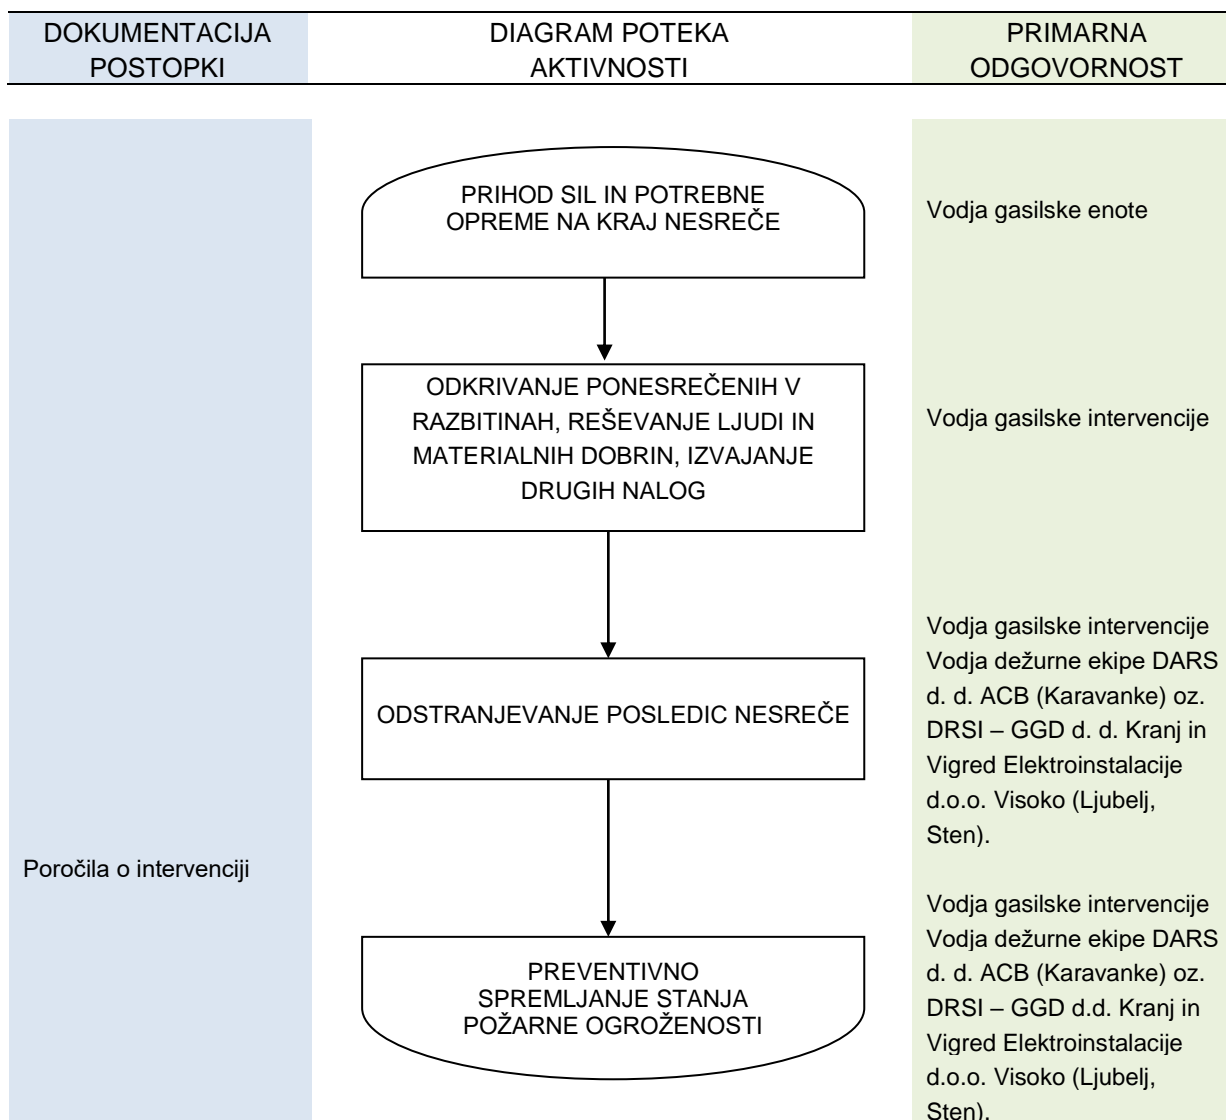 DOKUMENTACIJA
POSTOPKI
DIAGRAM POTEKA
AKTIVNOSTI
PRIMARNA
ODGOVORNOST
PRIHOD SIL IN POTREBNE
OPREME NA KRAJ NESREČE
Vodja gasilske enote
ODKRIVANJE PONESREČENIH V
RAZBITINAH, REŠEVANJE LJUDI IN
MATERIALNIH DOBRIN, IZVAJANJE
DRUGIH NALOG
Vodja gasilske intervencije
ODSTRANJEVANJE POSLEDIC NESREČE
Vodja gasilske intervencije
Vodja dežurne ekipe DARS
d. d. ACB (Karavanke) oz.
DRSI – GGD d. d. Kranj in
Vigred Elektroinstalacije
d.o.o. Visoko (Ljubelj,
Sten).
Poročila o intervenciji
PREVENTIVNO
SPREMLJANJE STANJA
POŽARNE OGROŽENOSTI
Vodja gasilske intervencije
Vodja dežurne ekipe DARS
d. d. ACB (Karavanke) oz.
DRSI – GGD d.d. Kranj in
Vigred Elektroinstalacije
d.o.o. Visoko (Ljubelj,
Sten).